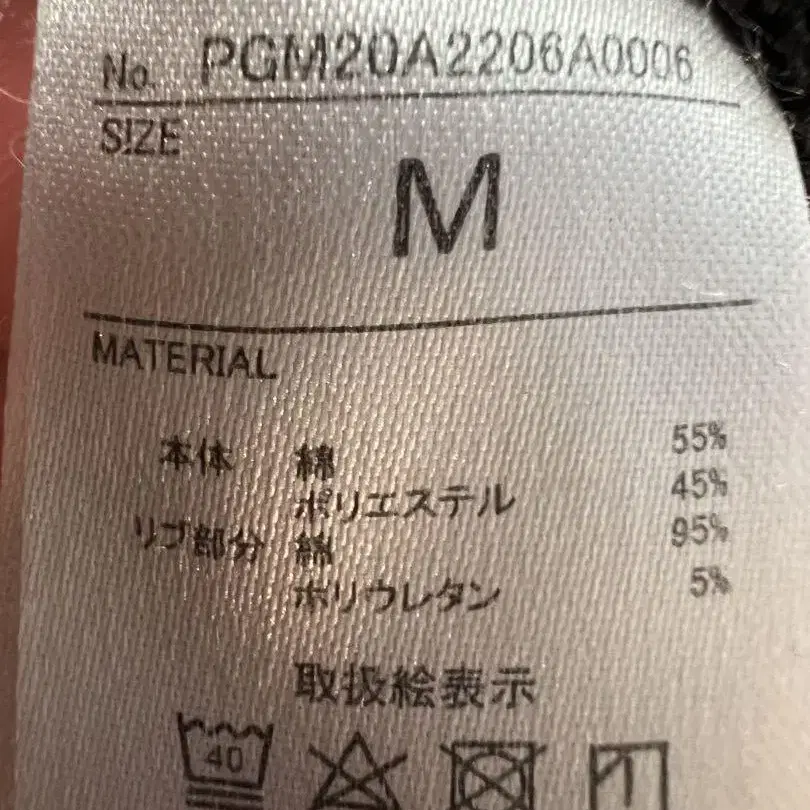 No. PGM20A2206A0006
SIZE
M
MATERIAL
本体 綿 55%
ポリエステル 45%
リブ部分 綿 95%
ポリウレタン 5%
取扱絵表示
40